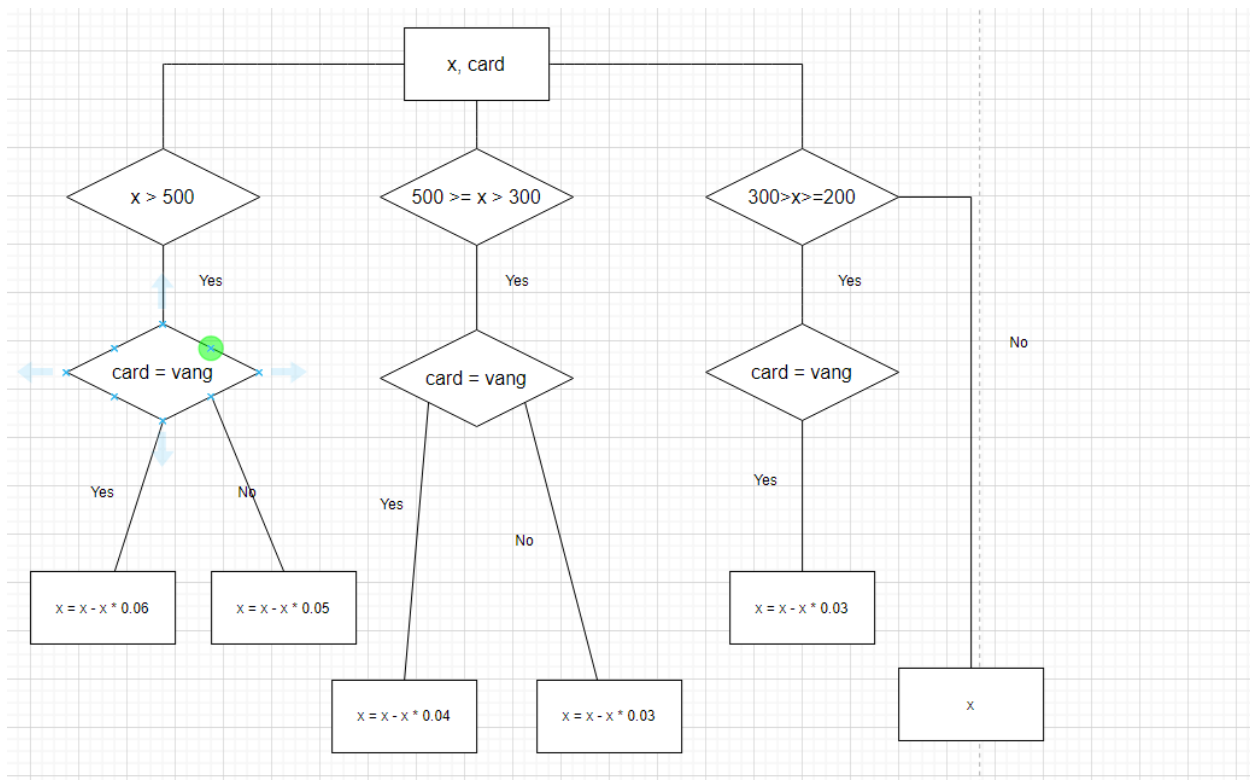 x, card
x > 500
500 >= x > 300
300>x>=200
Yes
Yes
Yes
No
card = vang
card = vang
card = vang
Yes
No
Yes
No
Yes
x = x - x * 0.06
x = x - x * 0.05
x = x - x * 0.03
x = x - x * 0.04
x = x - x * 0.03
x